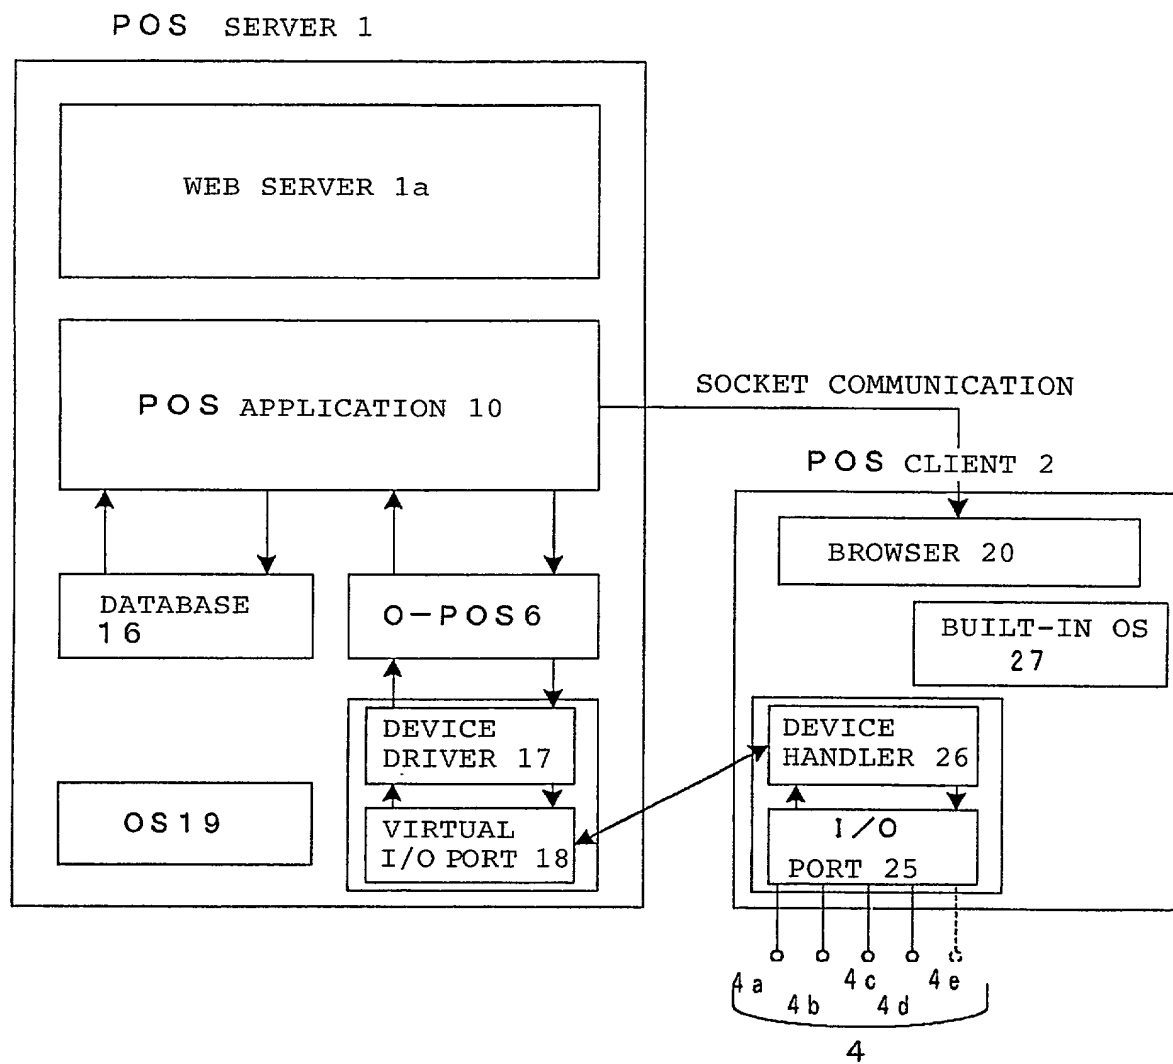 POS SERVER 1
WEB SERVER 1a
POS APPLICATION 10
SOCKET COMMUNICATION
POS CLIENT 2
BROWSER 20
DATABASE
16
O-POS6
BUILT-IN OS
27
DEVICE
DRIVER 17
DEVICE
HANDLER 26
OS19
VIRTUAL
I/O PORT 18
I/O
PORT 25
4a
4b
4c
4d
4e
4